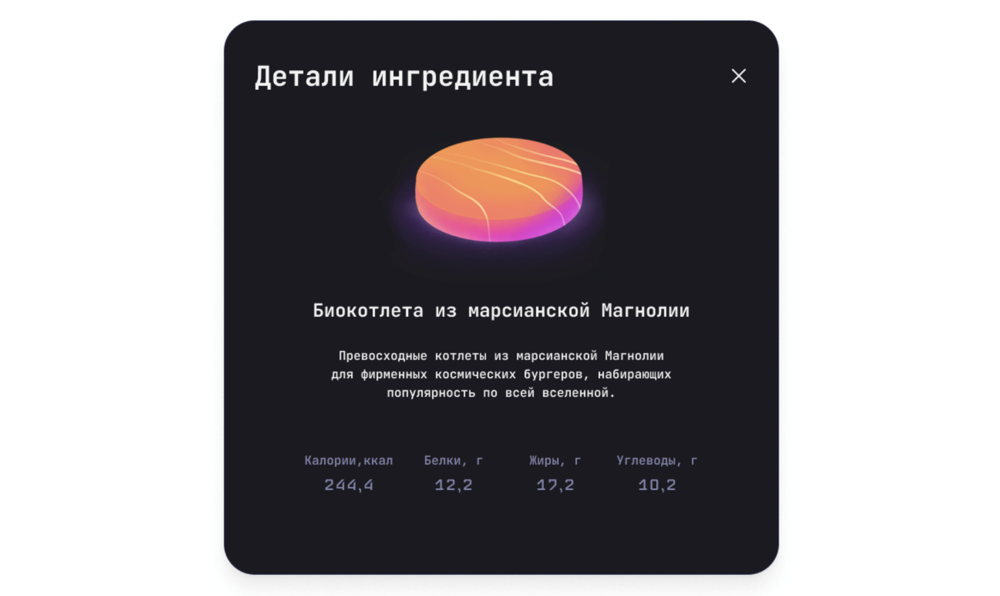 Детали ингредиента
Биокотлета из марсианской Магнолии
Превосходные котлеты из марсианской Магнолии
для фирменных космических бургеров, набирающих
популярность по всей вселенной.
Калории,ккал Белки, г Жиры, г Углеводы, г
244,4 12,2 17,2 10,2